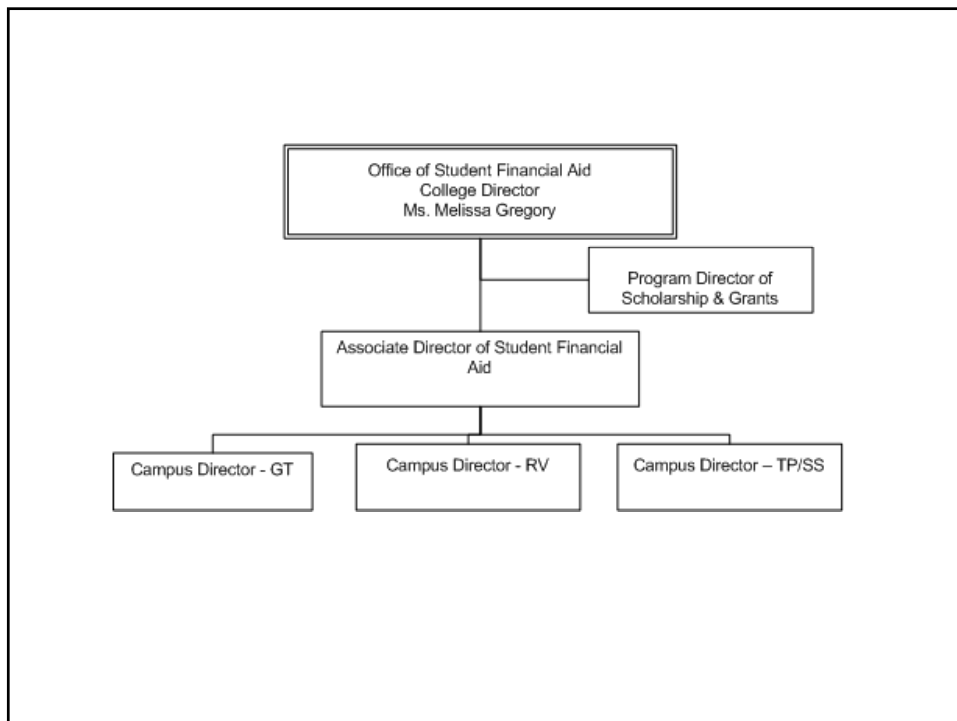 Office of Student Financial Aid
College Director
Ms. Melissa Gregory
Program Director of
Scholarship & Grants
Associate Director of Student Financial
Aid
Campus Director - GT
Campus Director - RV
Campus Director – TP/SS